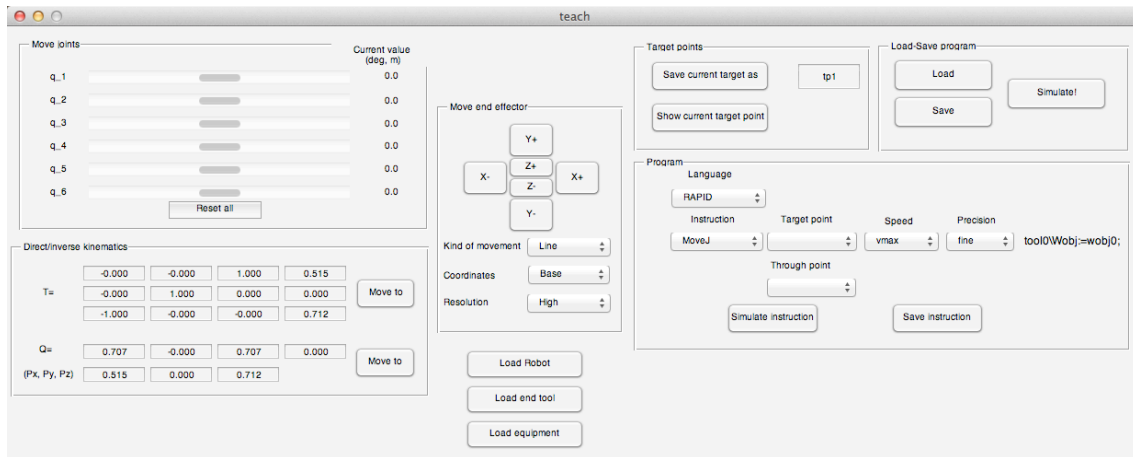 teach
Move joints
Current value
(deg, m)
q_1 0.0
q_2 0.0
q_3 0.0
q_4 0.0
q_5 0.0
q_6 0.0
Reset all
Direct/inverse kinematics
T=
-0.000 -0.000 1.000 0.515
-0.000 1.000 0.000 0.000
-1.000 -0.000 -0.000 0.712
Move to
Q= 0.707 -0.000 0.707 0.000
(Px, Py, Pz) 0.515 0.000 0.712
Move to
Move end effector
Y+
X- Z+ X+
Z-
Y-
Kind of movement Line
Coordinates Base
Resolution High
Load Robot
Load end tool
Load equipment
Target points
Save current target as tp1
Show current target point
Load-Save program
Load
Save
Simulate!
Program
Language
RAPID
Instruction Target point Speed Precision
MoveJ vmax fine tool0\Wobj:=wobj0;
Through point
Simulate instruction Save instruction